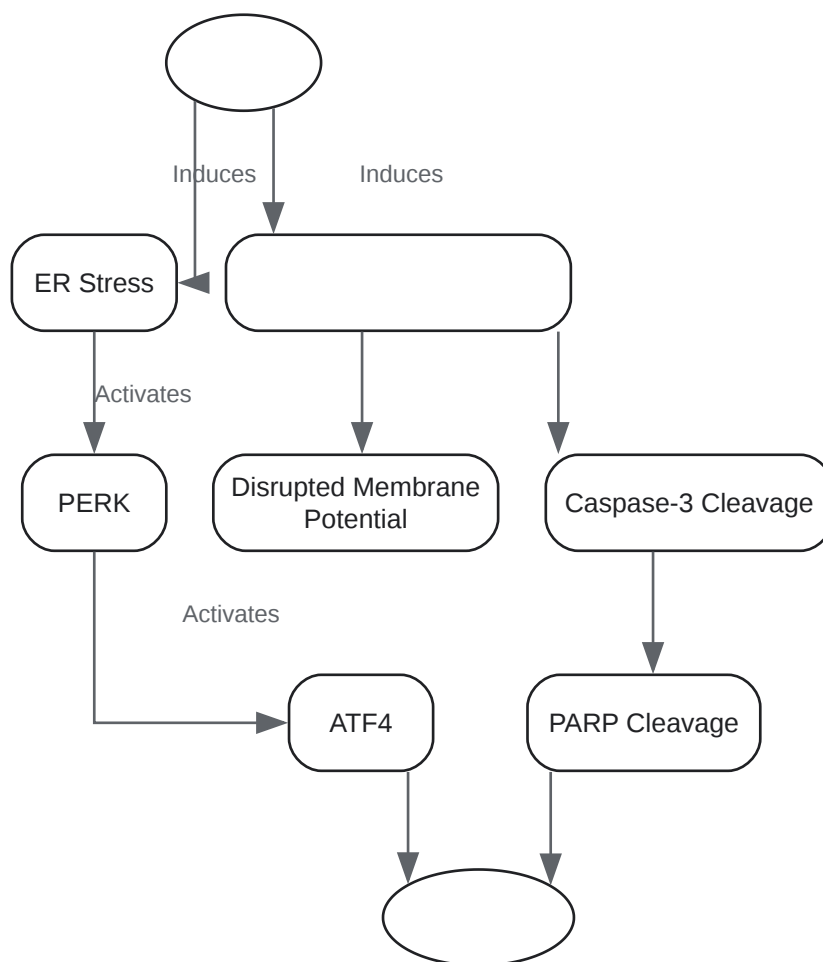 Induces
Induces
ER Stress
Activates
PERK
Disrupted Membrane
Potential
Caspase-3 Cleavage
Activates
ATF4
PARP Cleavage